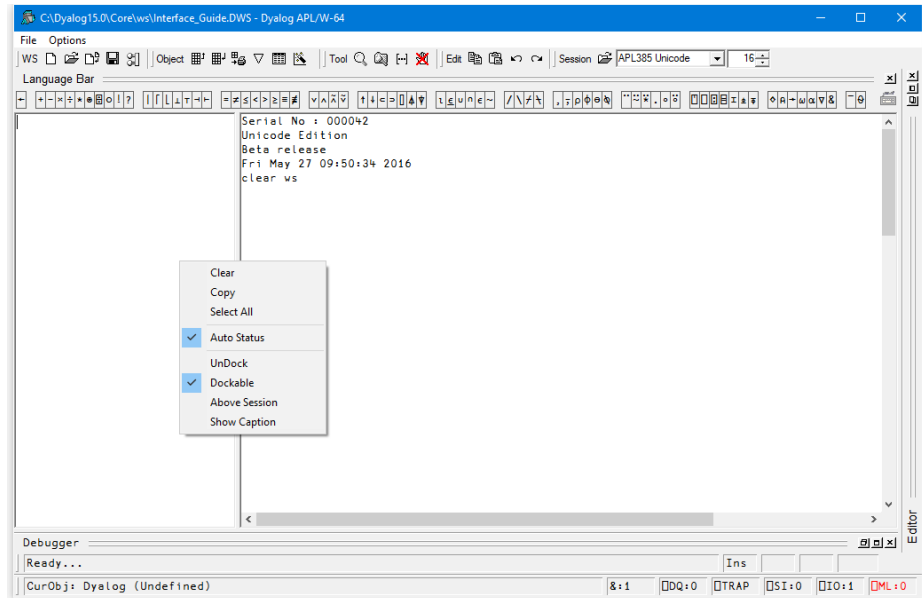 C:\Dyalog15.0\Core\ws\Interface_Guide.DWS - Dyalog APL/W-64
File Options
WS Object Tool Edit Session APL385 Unicode 16
Language Bar
← + - × ÷ * ⍟ ⌹ ○ ! ? | ⌈ ⌊ ⊥ ⊤ ⊣ ⊢ = ≠ ≤ < > ≥ ≡ ≢ ∨ ∧ ⍲ ⍱ ↑ ↓ ⊂ ⊃ ⌷ ⍋ ⍒ ⍳ ⍷ ∪ ∩ ∊ ~ / \ ⌿ ⍀ , ⍪ ⍴ ⌽ ⊖ ⍉ ¨ ⍨ ⍣ . ∘ ⍤ ⍞ ⎕ ⍠ ⌸ ⌶ ⍎ ⍕ ⋄ ⍝ → ⍵ ⍺ ∇ & ¯ ⍬
Serial No : 000042
Unicode Edition
Beta release
Fri May 27 09:50:34 2016
clear ws
Clear
Copy
Select All
Auto Status
UnDock
Dockable
Above Session
Show Caption
Editor
Debugger
Ready... Ins
CurObj: Dyalog (Undefined) &:1 ⎕DQ:0 ⎕TRAP ⎕SI:0 ⎕IO:1 ⎕ML:0